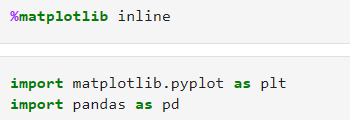 %matplotlib inline
import matplotlib.pyplot as plt
import pandas as pd